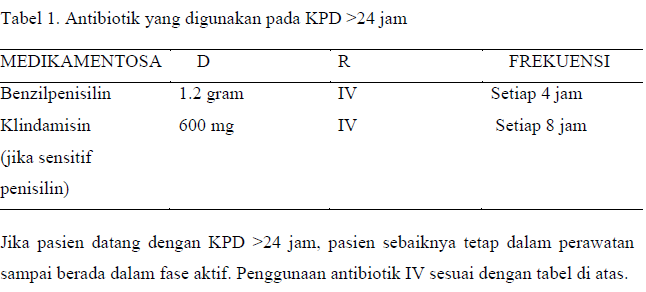 Tabel 1. Antibiotik yang digunakan pada KPD >24 jam
MEDIKAMENTOSA D R FREKUENSI
Benzilpenisilin 1.2 gram IV Setiap 4 jam
Klindamisin 600 mg IV Setiap 8 jam
(jika sensitif
penisilin)
Jika pasien datang dengan KPD >24 jam, pasien sebaiknya tetap dalam perawatan
sampai berada dalam fase aktif. Penggunaan antibiotik IV sesuai dengan tabel di atas.